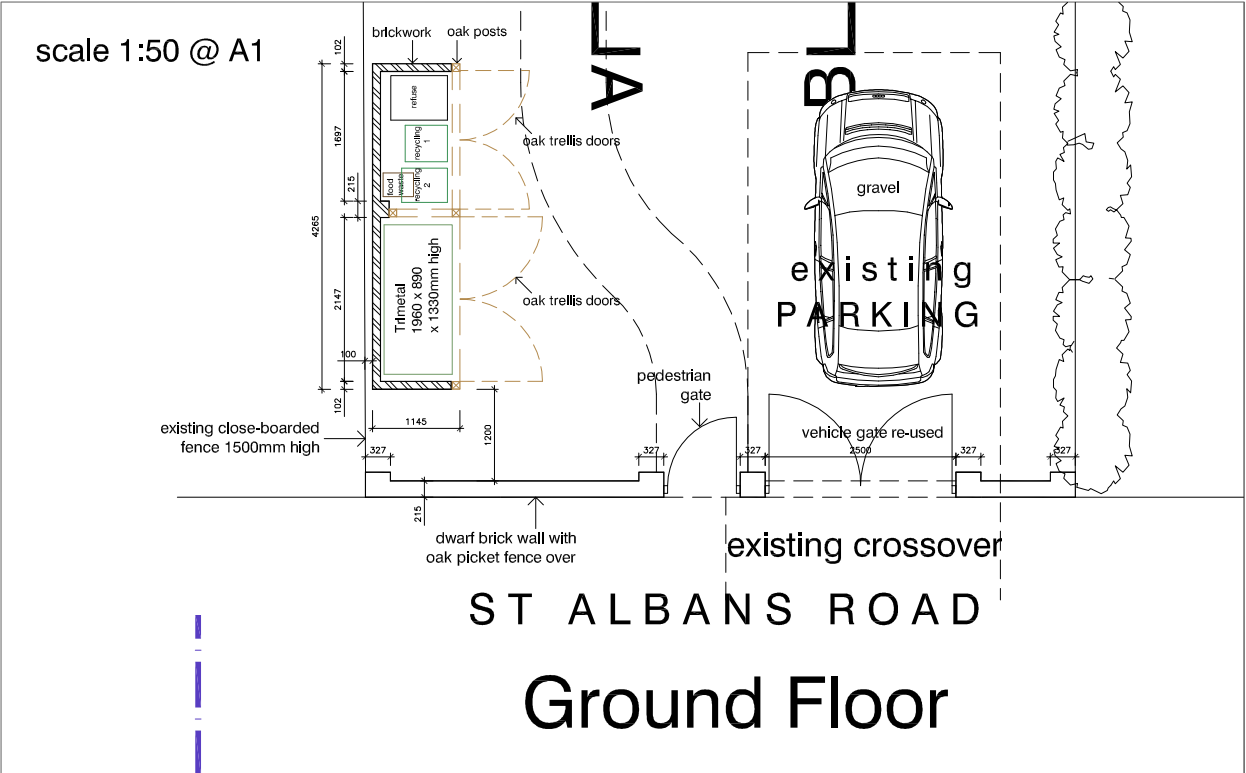 scale 1:50 @ A1
brickwork
oak posts
LA
BL
102
refuse
recycling
1
oak trellis doors
1697
food
waste
recycling
2
215
gravel
4265
existing
PARKING
Trimetal
1960 x 890
x 1330mm high
oak trellis doors
2147
100
pedestrian
gate
102
1145
1200
existing close-boarded
fence 1500mm high
vehicle gate re-used
327
327
327
2500
327
327
215
dwarf brick wall with
oak picket fence over
existing crossover
ST ALBANS ROAD
Ground Floor